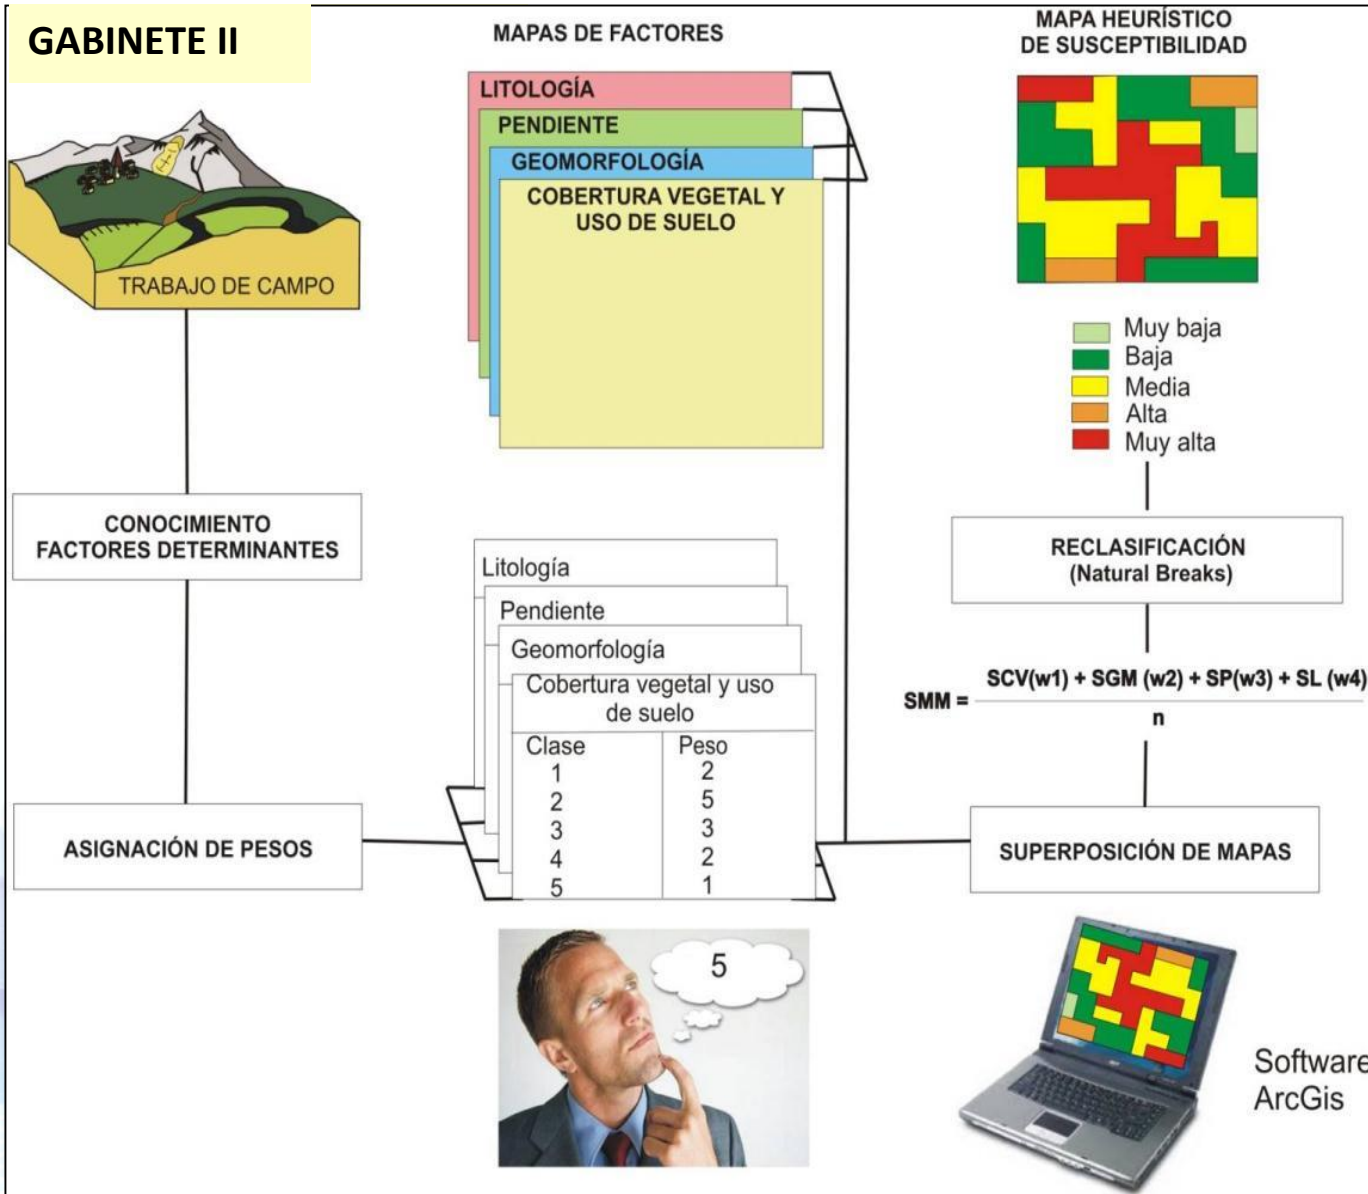 GABINETE II
TRABAJO DE CAMPO
CONOCIMIENTO
FACTORES DETERMINANTES
ASIGNACIÓN DE PESOS
MAPAS DE FACTORES
LITOLOGÍA
PENDIENTE
GEOMORFOLOGÍA
COBERTURA VEGETAL Y
USO DE SUELO
Litología
Pendiente
Geomorfología
Cobertura vegetal y uso
de suelo
Clase Peso
1 2
2 5
3 3
4 2
5 1
5
MAPA HEURÍSTICO
DE SUSCEPTIBILIDAD
Muy baja
Baja
Media
Alta
Muy alta
RECLASIFICACIÓN
(Natural Breaks)
SCV(w1) + SGM (w2) + SP(w3) + SL (w4)
SMM =
n
SUPERPOSICIÓN DE MAPAS
Software
ArcGis